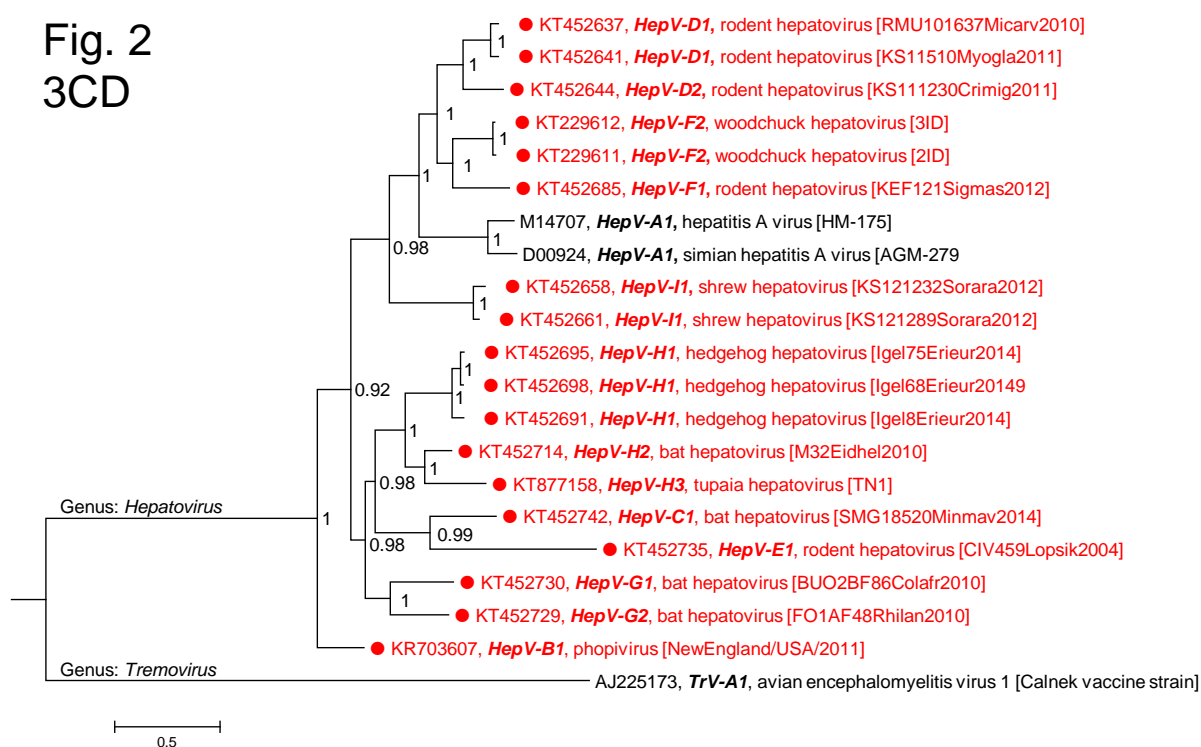 Fig. 2
3CD
KT452637, HepV-D1, rodent hepatovirus [RMU101637Micarv2010]
1
KT452641, HepV-D1, rodent hepatovirus [KS11510Myogla2011]
1
KT452644, HepV-D2, rodent hepatovirus [KS111230Crimig2011]
1
KT229612, HepV-F2, woodchuck hepatovirus [3ID]
1
KT229611, HepV-F2, woodchuck hepatovirus [2ID]
1
1
KT452685, HepV-F1, rodent hepatovirus [KEF121Sigmas2012]
M14707, HepV-A1, hepatitis A virus [HM-175]
1
0.98
D00924, HepV-A1, simian hepatitis A virus [AGM-279
KT452658, HepV-I1, shrew hepatovirus [KS121232Sorara2012]
1
KT452661, HepV-I1, shrew hepatovirus [KS121289Sorara2012]
KT452695, HepV-H1, hedgehog hepatovirus [Igel75Erieur2014]
1
KT452698, HepV-H1, hedgehog hepatovirus [Igel68Erieur20149
0.92
1
KT452691, HepV-H1, hedgehog hepatovirus [Igel8Erieur2014]
1
KT452714, HepV-H2, bat hepatovirus [M32Eidhel2010]
1
0.98
KT877158, HepV-H3, tupaia hepatovirus [TN1]
Genus: Hepatovirus
1
KT452742, HepV-C1, bat hepatovirus [SMG18520Minmav2014]
0.99
0.98
KT452735, HepV-E1, rodent hepatovirus [CIV459Lopsik2004]
KT452730, HepV-G1, bat hepatovirus [BUO2BF86Colafr2010]
1
KT452729, HepV-G2, bat hepatovirus [FO1AF48Rhilan2010]
KR703607, HepV-B1, phopivirus [NewEngland/USA/2011]
Genus: Tremovirus
AJ225173, TrV-A1, avian encephalomyelitis virus 1 [Calnek vaccine strain]
0.5